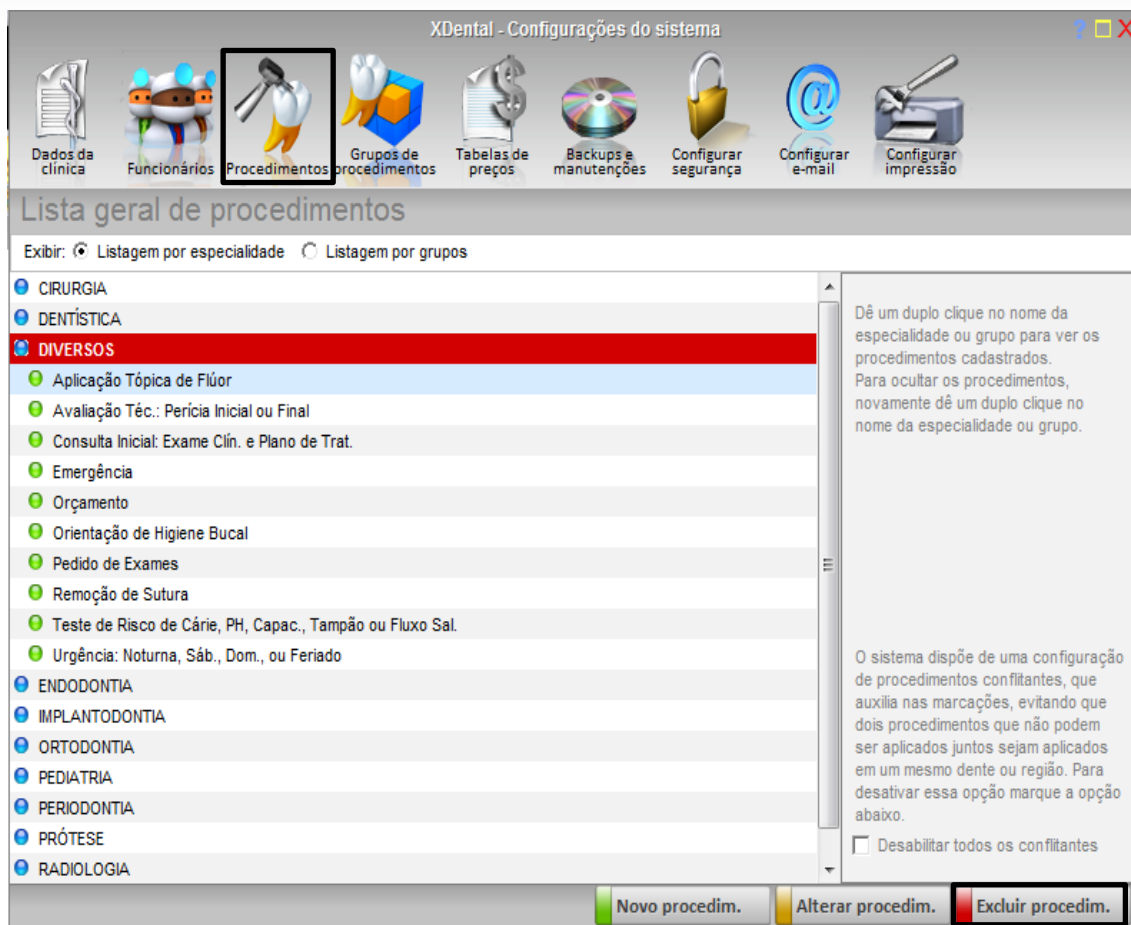 XDental - Configurações do sistema
?
Dados da
clínica
Funcionários
Procedimentos
Grupos de
procedimentos
Tabelas de
preços
Backups e
manutenções
Configurar
segurança
Configurar
e-mail
Configurar
impressão
Lista geral de procedimentos
Exibir: Listagem por especialidade Listagem por grupos
CIRURGIA
DENTÍSTICA
DIVERSOS
Aplicação Tópica de Flúor
Avaliação Téc.: Perícia Inicial ou Final
Consulta Inicial: Exame Clín. e Plano de Trat.
Emergência
Orçamento
Orientação de Higiene Bucal
Pedido de Exames
Remoção de Sutura
Teste de Risco de Cárie, PH, Capac., Tampão ou Fluxo Sal.
Urgência: Noturna, Sáb., Dom., ou Feriado
ENDODONTIA
IMPLANTODONTIA
ORTODONTIA
PEDIATRIA
PERIODONTIA
PRÓTESE
RADIOLOGIA
Dê um duplo clique no nome da
especialidade ou grupo para ver os
procedimentos cadastrados.
Para ocultar os procedimentos,
novamente dê um duplo clique no
nome da especialidade ou grupo.
O sistema dispõe de uma configuração
de procedimentos conflitantes, que
auxilia nas marcações, evitando que
dois procedimentos que não podem
ser aplicados juntos sejam aplicados
em um mesmo dente ou região. Para
desativar essa opção marque a opção
abaixo.
Desabilitar todos os conflitantes
Novo procedim.
Alterar procedim.
Excluir procedim.